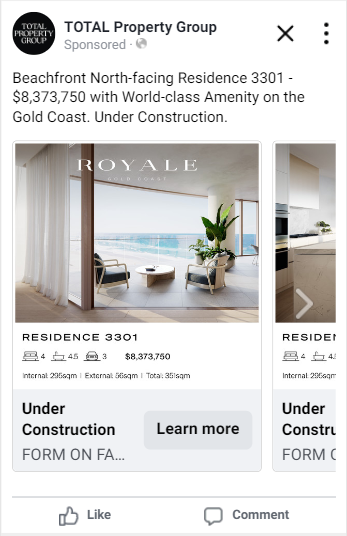 TOTAL
PROPERTY
GROUP
TOTAL Property Group
Sponsored ·
Beachfront North-facing Residence 3301 -
$8,373,750 with World-class Amenity on the
Gold Coast. Under Construction.
ROYALE
GOLD COAST
RESIDENCE 3301
4 4.5 3 $8,373,750
Internal: 295sqm | External: 56sqm | Total: 351sqm
Under
Construction
FORM ON FA...
Learn more
RESIDEN
4 4.
Internal: 295sqm
Under
Constru
FORM O
Like
Comment